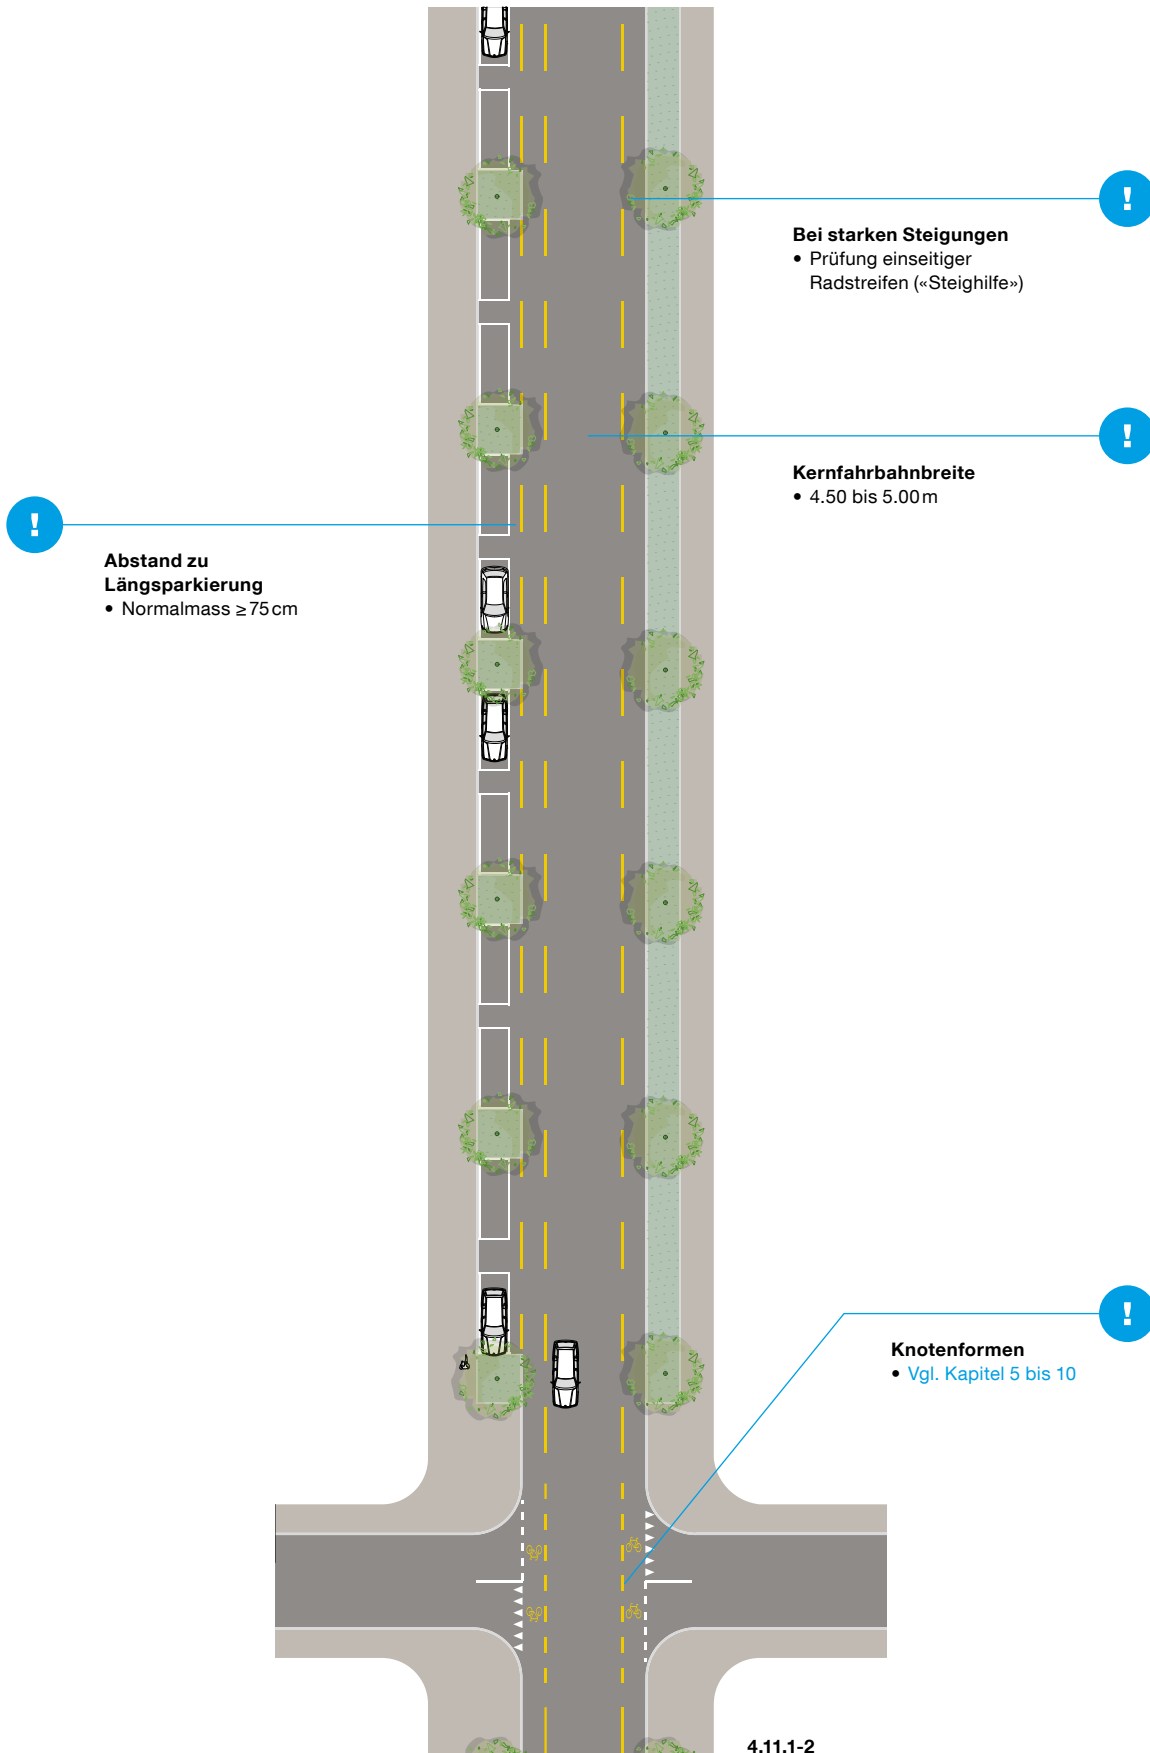 !
Bei starken Steigungen
• Prüfung einseitiger
Radstreifen («Steighilfe»)
!
Kernfahrbahnbreite
• 4.50 bis 5.00 m
!
Abstand zu
Längsparkierung
• Normalmass ≥ 75 cm
!
Knotenformen
• Vgl. Kapitel 5 bis 10
4.11.1-2